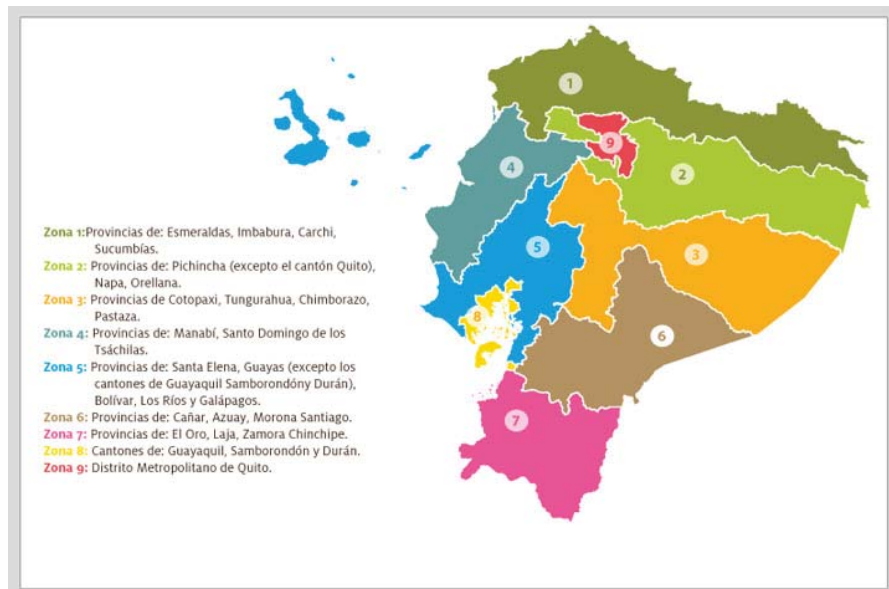 1
9
2
4
5
3
8
6
7
Zona 1:Provincias de: Esmeraldas, Imbabura, Carchi,
Sucumbías.
Zona 2: Provincias de: Pichincha (excepto el cantón Quito),
Napa, Orellana.
Zona 3: Provincias de Cotopaxi, Tungurahua, Chimborazo,
Pastaza.
Zona 4: Provincias de: Manabí, Santo Domingo de los
Tsáchilas.
Zona 5: Provincias de: Santa Elena, Guayas (excepto los
cantones de Guayaquil Samborondóny Durán),
Bolívar, Los Ríos y Galápagos.
Zona 6: Provincias de: Cañar, Azuay, Morona Santiago.
Zona 7: Provincias de: El Oro, Laja, Zamora Chinchipe.
Zona 8: Cantones de: Guayaquil, Samborondón y Durán.
Zona 9: Distrito Metropolitano de Quito.